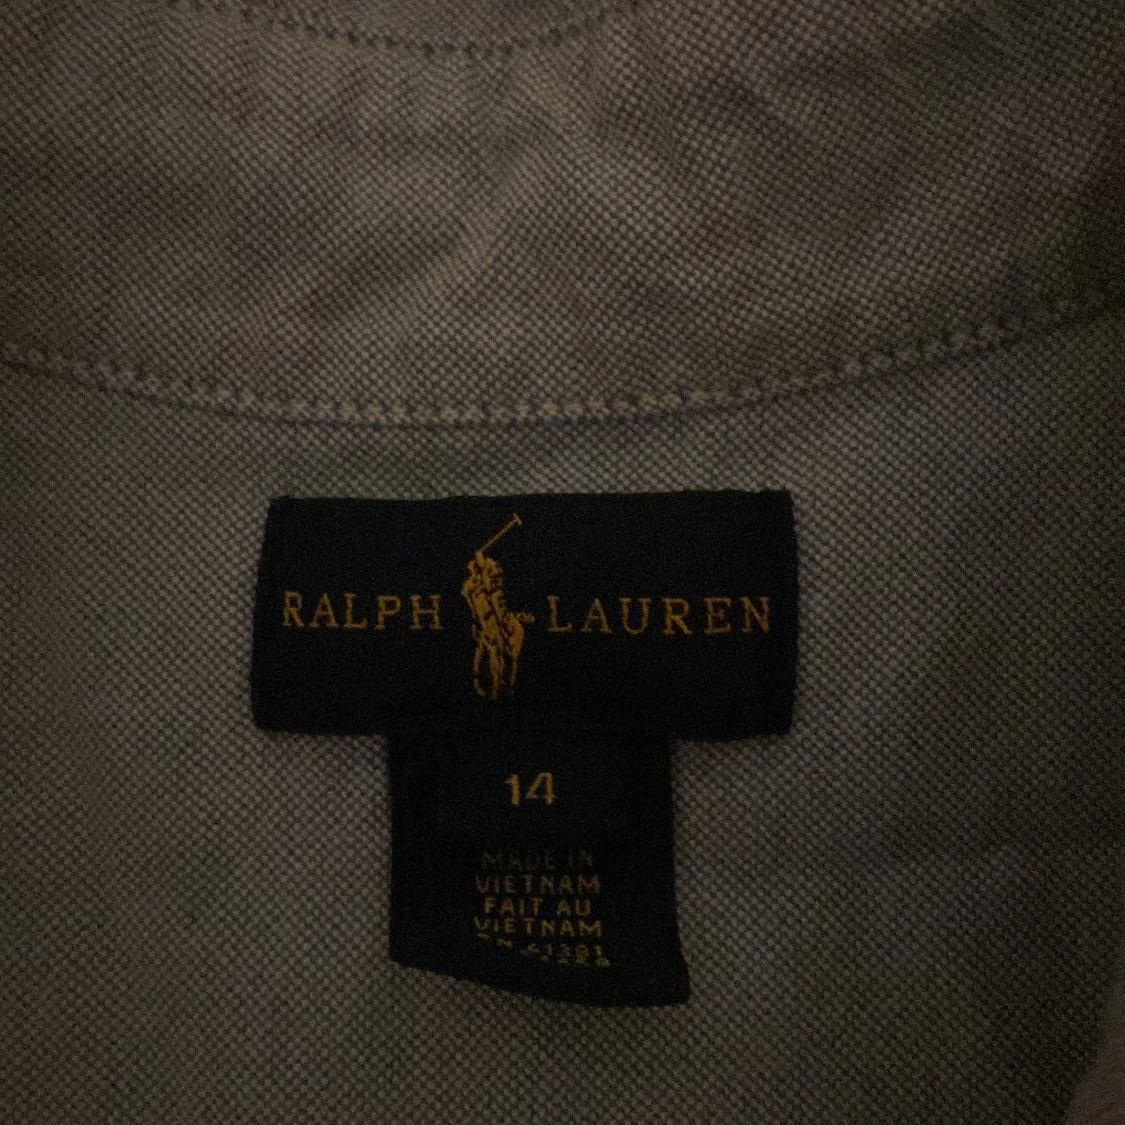 RALPH LAUREN
14
MADE IN
VIETNAM
FAIT AU
VIETNAM